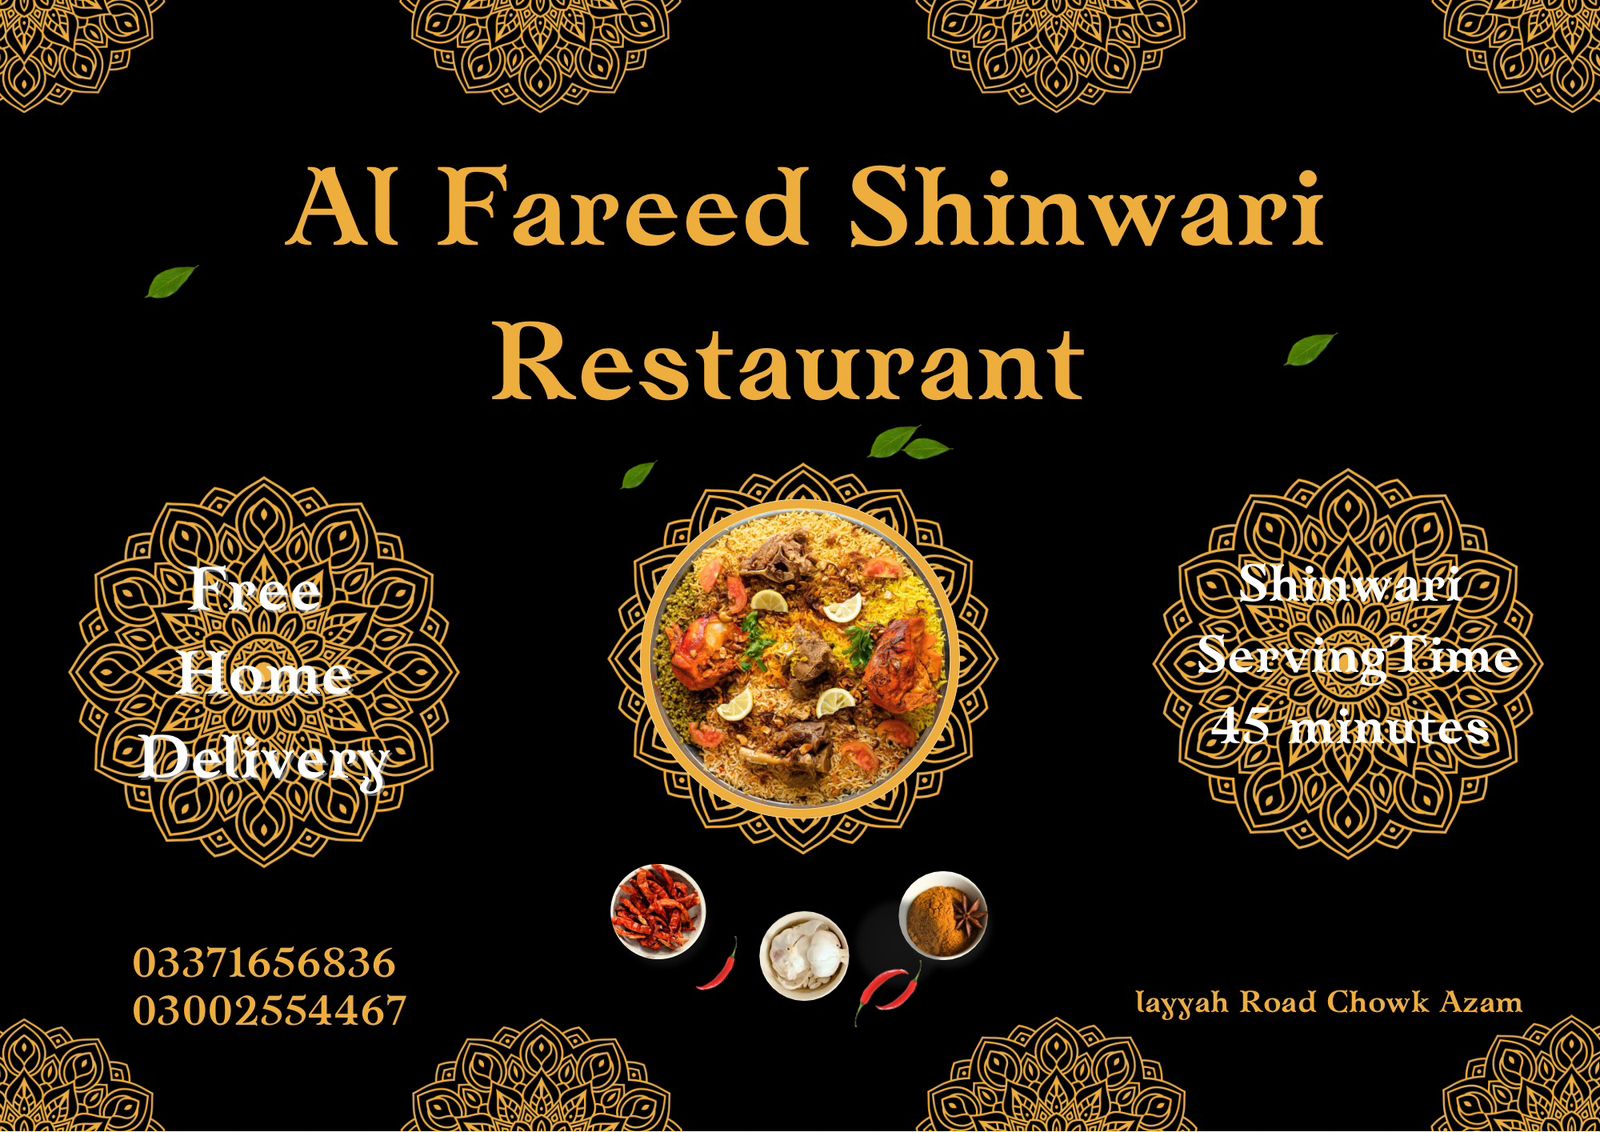 Al Fareed Shinwari
Restaurant
Free
Home
Delivery
Shinwari
ServingTime
45 minutes
03371656836
03002554467
layyah Road Chowk Azam